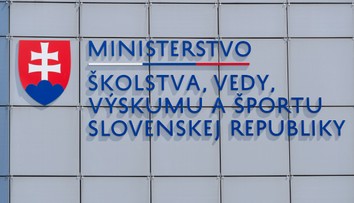 MINISTERSTVO
ŠKOLSTVA, VEDY,
VÝSKUMU A ŠPORTU
SLOVENSKEJ REPUBLIKY